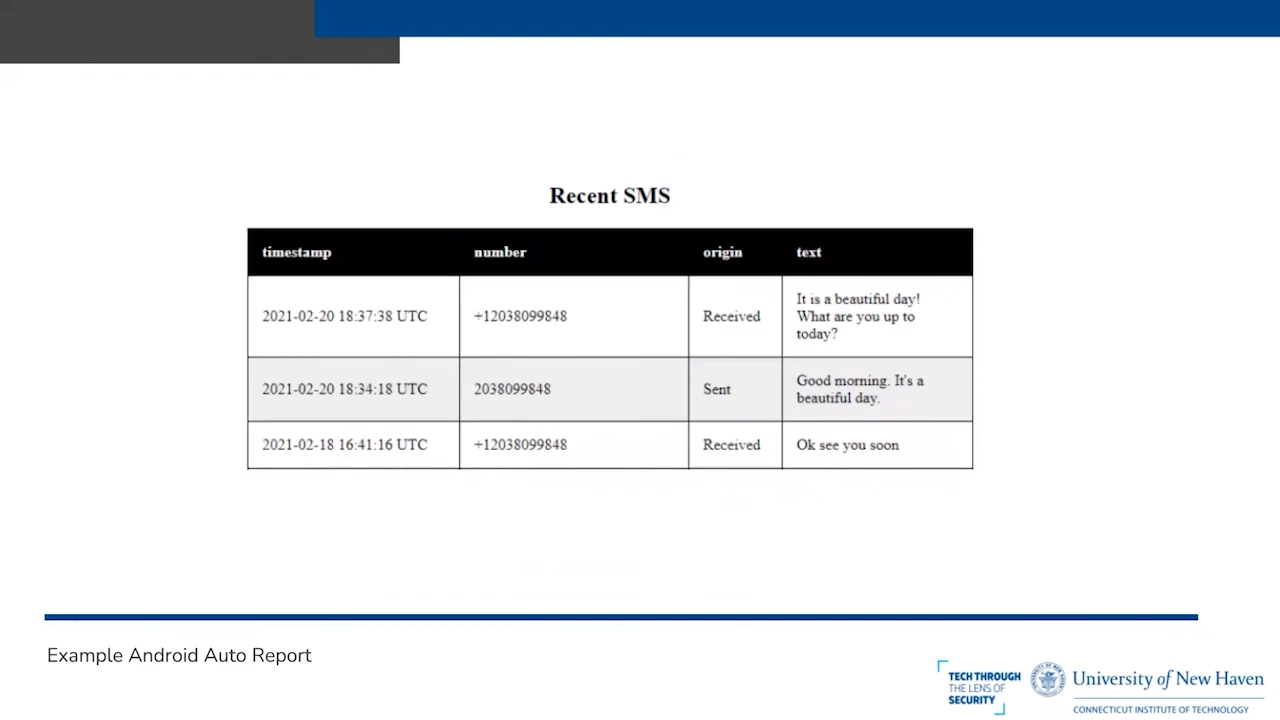 Recent SMS
timestamp number origin text
2021-02-20 18:37:38 UTC +12038099848 Received It is a beautiful day! What are you up to today?
2021-02-20 18:34:18 UTC 2038099848 Sent Good morning. It's a beautiful day.
2021-02-18 16:41:16 UTC +12038099848 Received Ok see you soon
Example Android Auto Report
TECH THROUGH
THE LENS OF
SECURITY
University of New Haven
CONNECTICUT INSTITUTE OF TECHNOLOGY